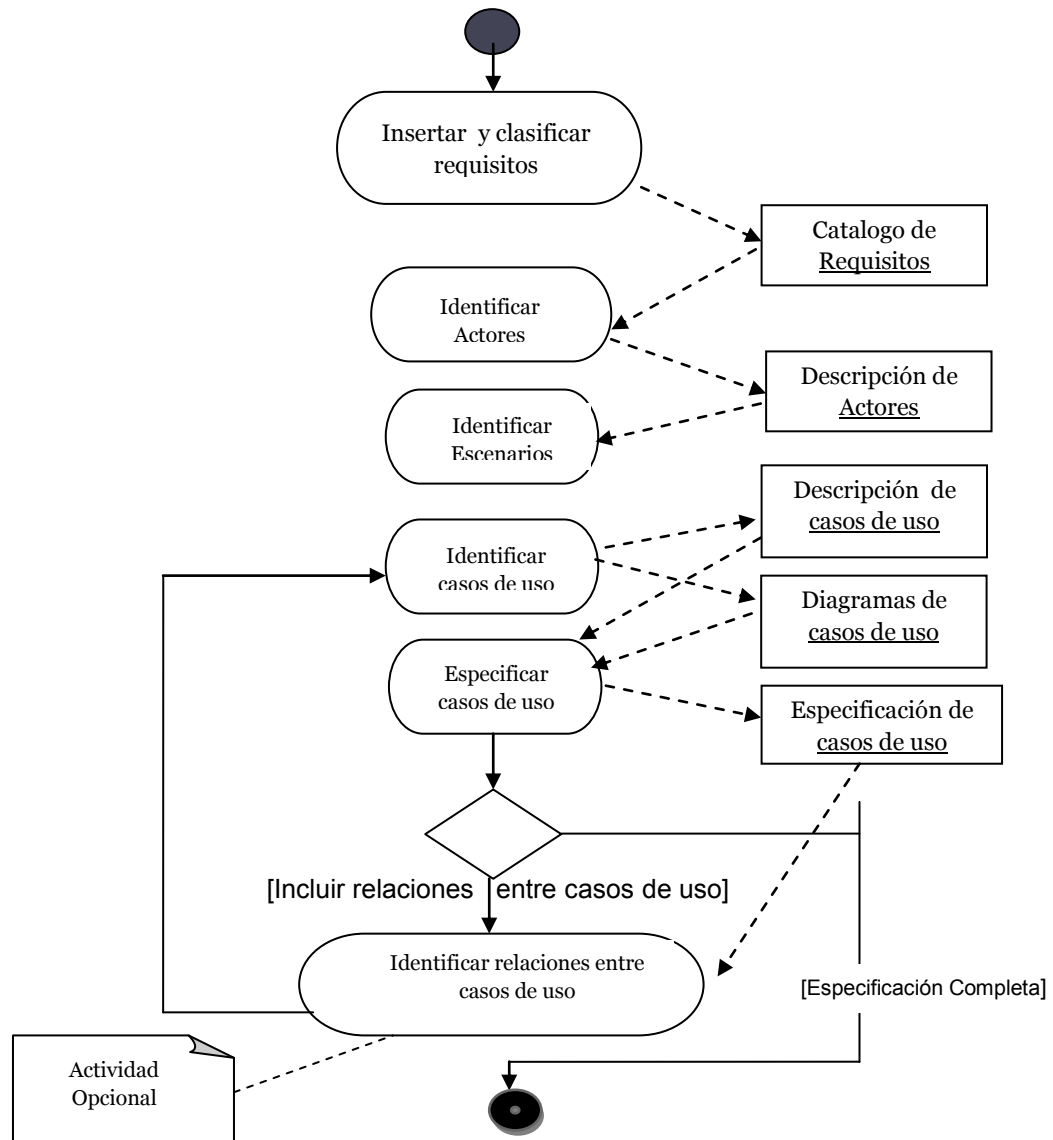 Insertar y clasificar
requisitos
Catalogo de
Requisitos
Identificar
Actores
Descripción de
Actores
Identificar
Escenarios
Descripción de
casos de uso
Identificar
casos de uso
Diagramas de
casos de uso
Especificar
casos de uso
Especificación de
casos de uso
[Incluir relaciones entre casos de uso]
Identificar relaciones entre
casos de uso
[Especificación Completa]
Actividad
Opcional